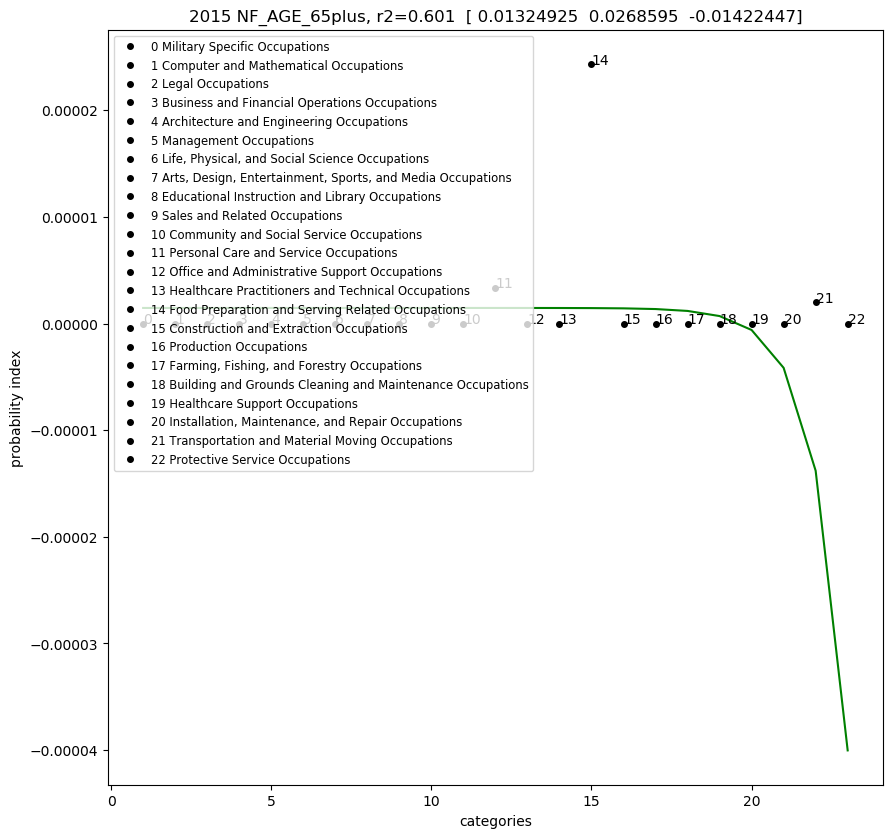 2015 NF_AGE_65plus, r2=0.601 [ 0.01324925 0.0268595 -0.01422447]
0 Military Specific Occupations
1 Computer and Mathematical Occupations
2 Legal Occupations
3 Business and Financial Operations Occupations
4 Architecture and Engineering Occupations
5 Management Occupations
6 Life, Physical, and Social Science Occupations
7 Arts, Design, Entertainment, Sports, and Media Occupations
8 Educational Instruction and Library Occupations
9 Sales and Related Occupations
10 Community and Social Service Occupations
11 Personal Care and Service Occupations
12 Office and Administrative Support Occupations
13 Healthcare Practitioners and Technical Occupations
14 Food Preparation and Serving Related Occupations
15 Construction and Extraction Occupations
16 Production Occupations
17 Farming, Fishing, and Forestry Occupations
18 Building and Grounds Cleaning and Maintenance Occupations
19 Healthcare Support Occupations
20 Installation, Maintenance, and Repair Occupations
21 Transportation and Material Moving Occupations
22 Protective Service Occupations
14
11
21
0 1 2 3 4 5 6 7 8 9 10 12 13 15 16 17 18 19 20 22
0.00002
0.00001
0.00000
−0.00001
−0.00002
−0.00003
−0.00004
probability index
0 5 10 15 20
categories